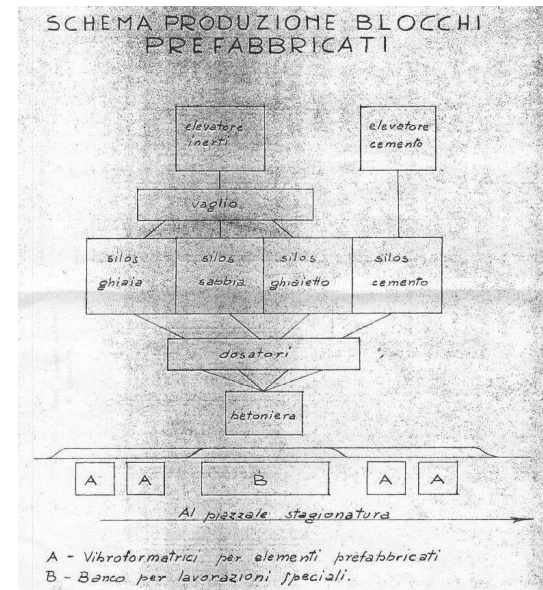 SCHEMA PRODUZIONE BLOCCHI
PREFABBRICATI
elevatore
inerti
elevatore
cemento
vaglio
silos
ghiaia
silos
sabbia
silos
ghiaietto
silos
cemento
dosatori
betoniera
A
A
B
A
A
Al piazzale stagionatura
A - Vibroformatrici per elementi prefabbricati
B - Banco per lavorazioni speciali.